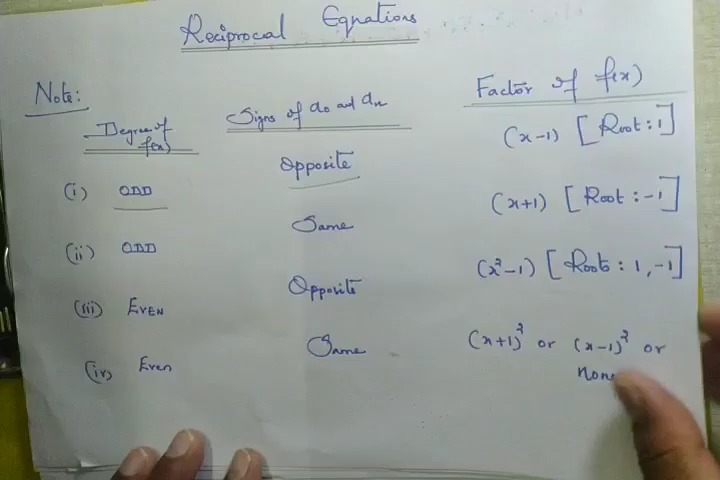 Reciprocal Equations
Note:
Degree of f(x)
Signs of a0 and an
Factor of f(x)
(i) ODD Opposite (x-1) [Root: 1]
(ii) ODD Same (x+1) [Root: -1]
(iii) EVEN Opposite (x²-1) [Roots: 1, -1]
(iv) Even Same (x+1)² or (x-1)² or
none